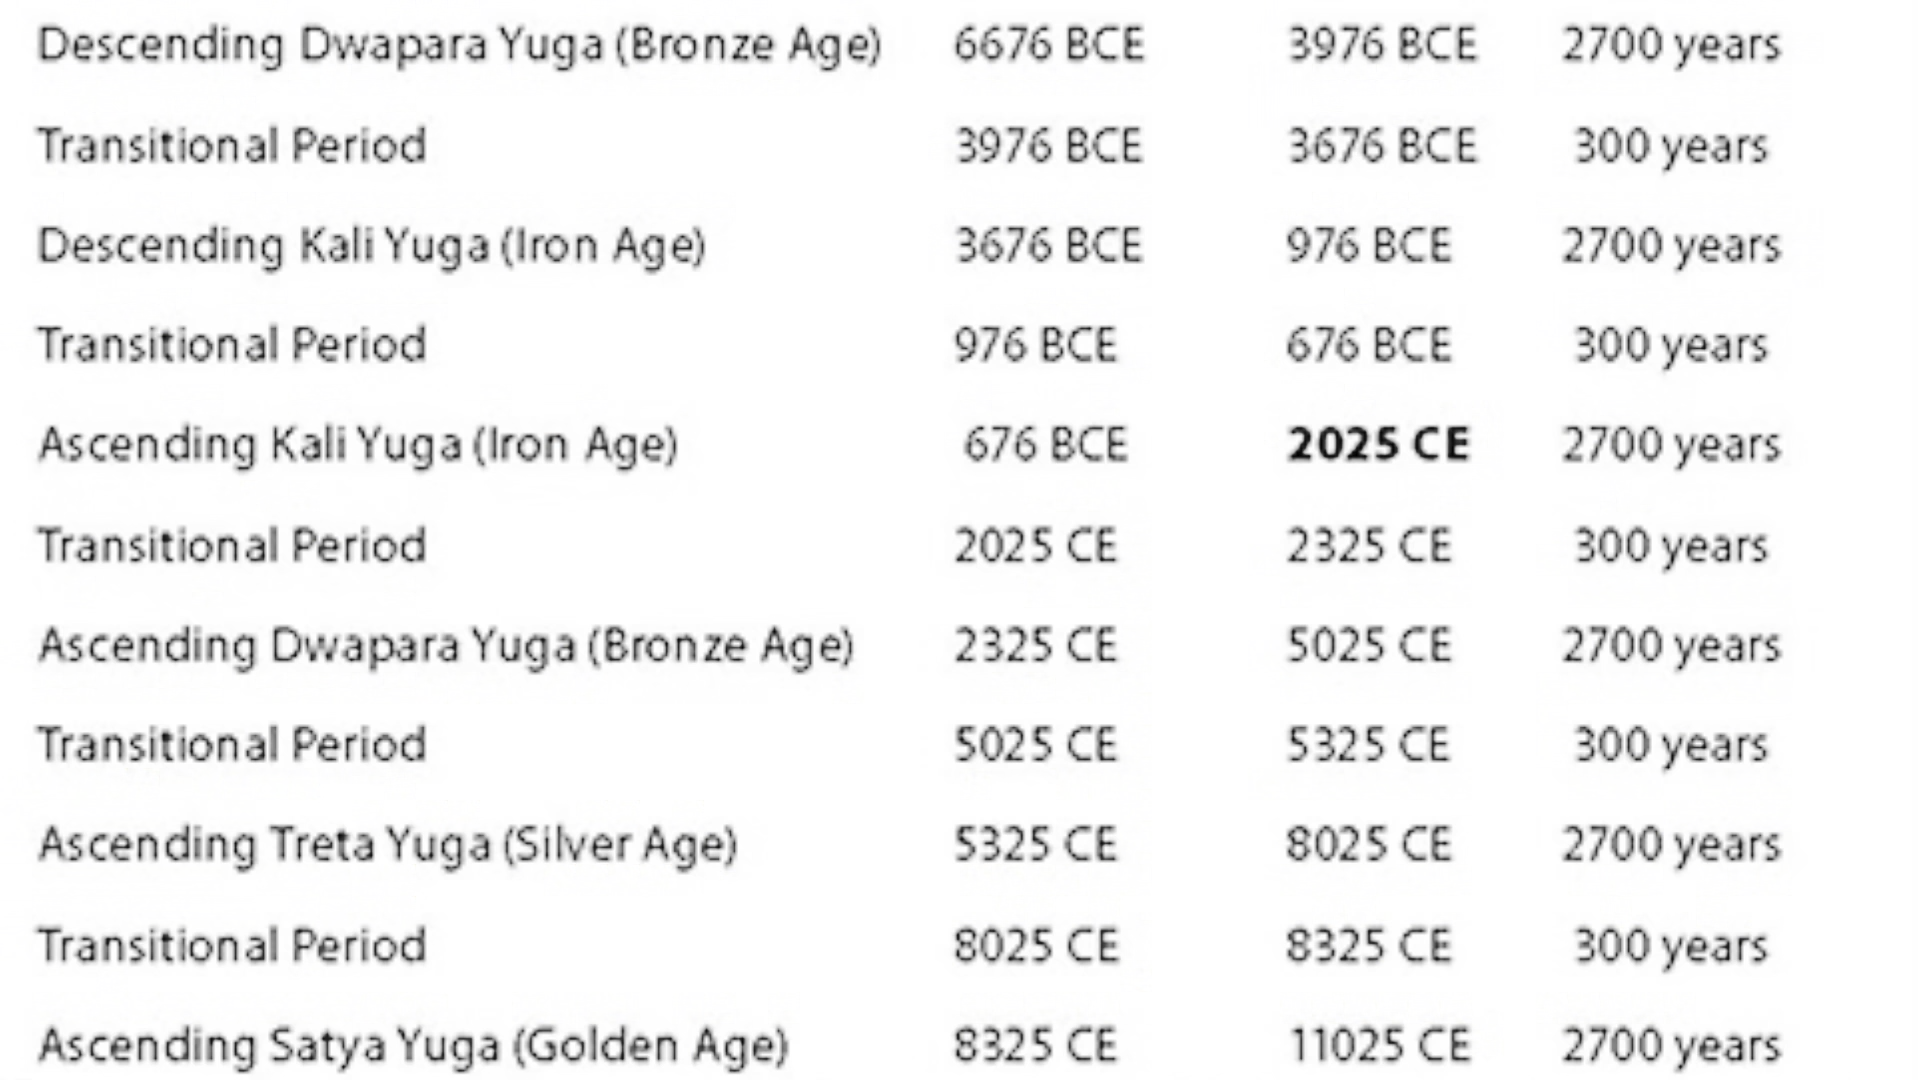 Descending Dwapara Yuga (Bronze Age) 6676 BCE 3976 BCE 2700 years
Transitional Period 3976 BCE 3676 BCE 300 years
Descending Kali Yuga (Iron Age) 3676 BCE 976 BCE 2700 years
Transitional Period 976 BCE 676 BCE 300 years
Ascending Kali Yuga (Iron Age) 676 BCE 2025 CE 2700 years
Transitional Period 2025 CE 2325 CE 300 years
Ascending Dwapara Yuga (Bronze Age) 2325 CE 5025 CE 2700 years
Transitional Period 5025 CE 5325 CE 300 years
Ascending Treta Yuga (Silver Age) 5325 CE 8025 CE 2700 years
Transitional Period 8025 CE 8325 CE 300 years
Ascending Satya Yuga (Golden Age) 8325 CE 11025 CE 2700 years